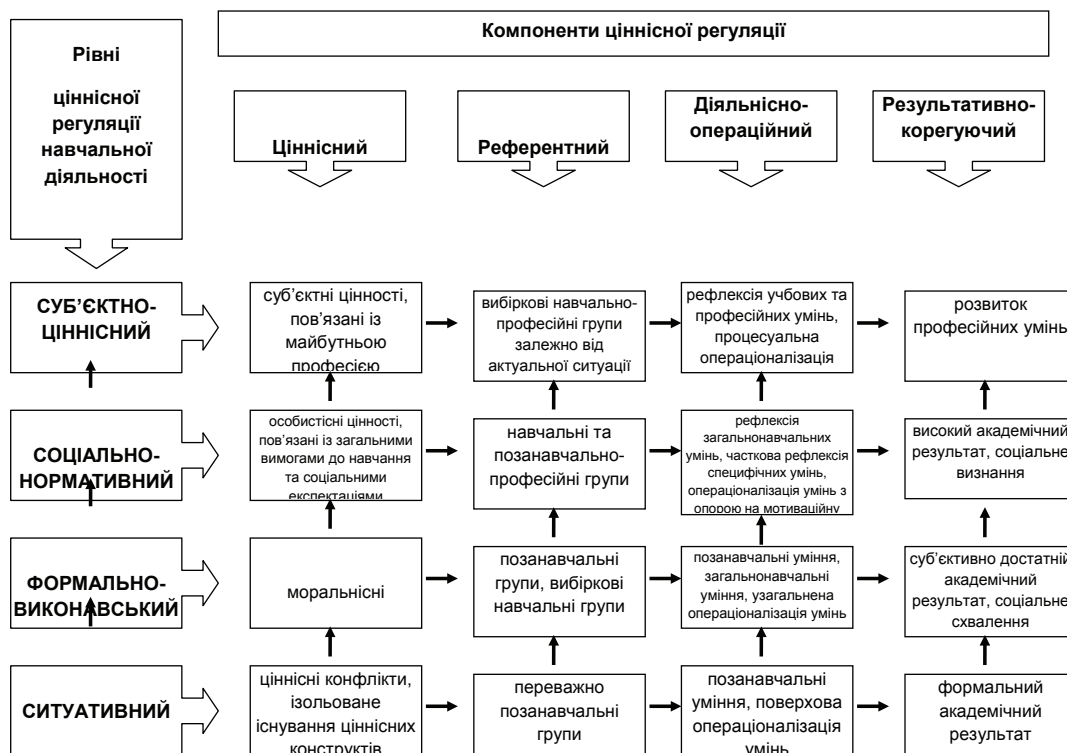 Рівні
ціннісної
регуляції
навчальної
діяльності
Компоненти ціннісної регуляції
Ціннісний
Референтний
Діяльнісно-
операційний
Результативно-
корегуючий
СУБ’ЄКТНО-
ЦІННІСНИЙ
суб’єктні цінності,
пов’язані із
майбутньою
професією
вибіркові навчально-
професійні групи
залежно від
актуальної ситуації
рефлексія учбових та
професійних умінь,
процесуальна
операціоналізація
розвиток
професійних умінь
СОЦІАЛЬНО-
НОРМАТИВНИЙ
особистісні цінності,
пов’язані із загальними
вимогами до навчання
та соціальними
експектаціями
навчальні та
позанавчально-
професійні групи
рефлексія
загальнонавчальних
умінь, часткова рефлексія
специфічних умінь,
операціоналізація умінь з
опорою на мотиваційну
високий академічний
результат, соціальне
визнання
ФОРМАЛЬНО-
ВИКОНАВСЬКИЙ
моральнісні
позанавчальні
групи, вибіркові
навчальні групи
позанавчальні уміння,
загальнонавчальні
уміння, узагальнена
операціоналізація умінь
суб’єктивно достатній
академічний
результат, соціальне
схвалення
СИТУАТИВНИЙ
ціннісні конфлікти,
ізольоване
існування ціннісних
конструктів
переважно
позанавчальні
групи
позанавчальні
уміння, поверхова
операціоналізація
умінь
формальний
академічний
результат